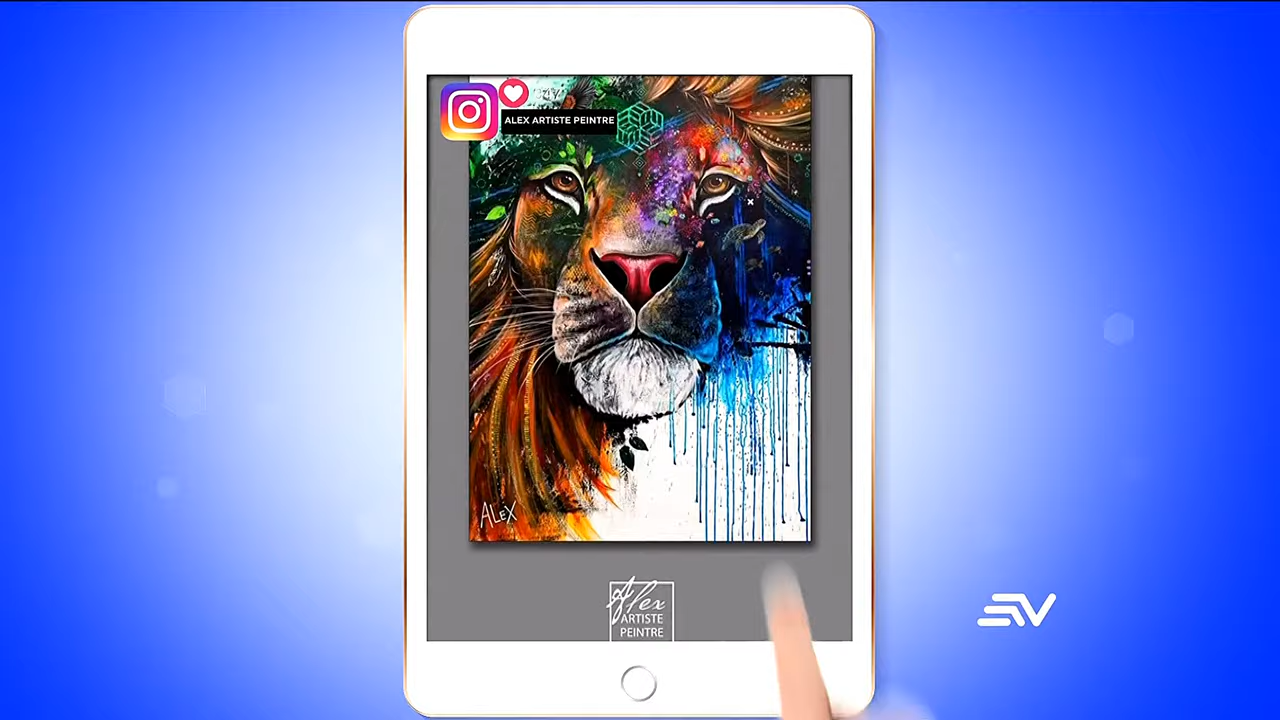 ALEX ARTISTE PEINTRE
ALEX
Alex
ARTISTE
PEINTRE